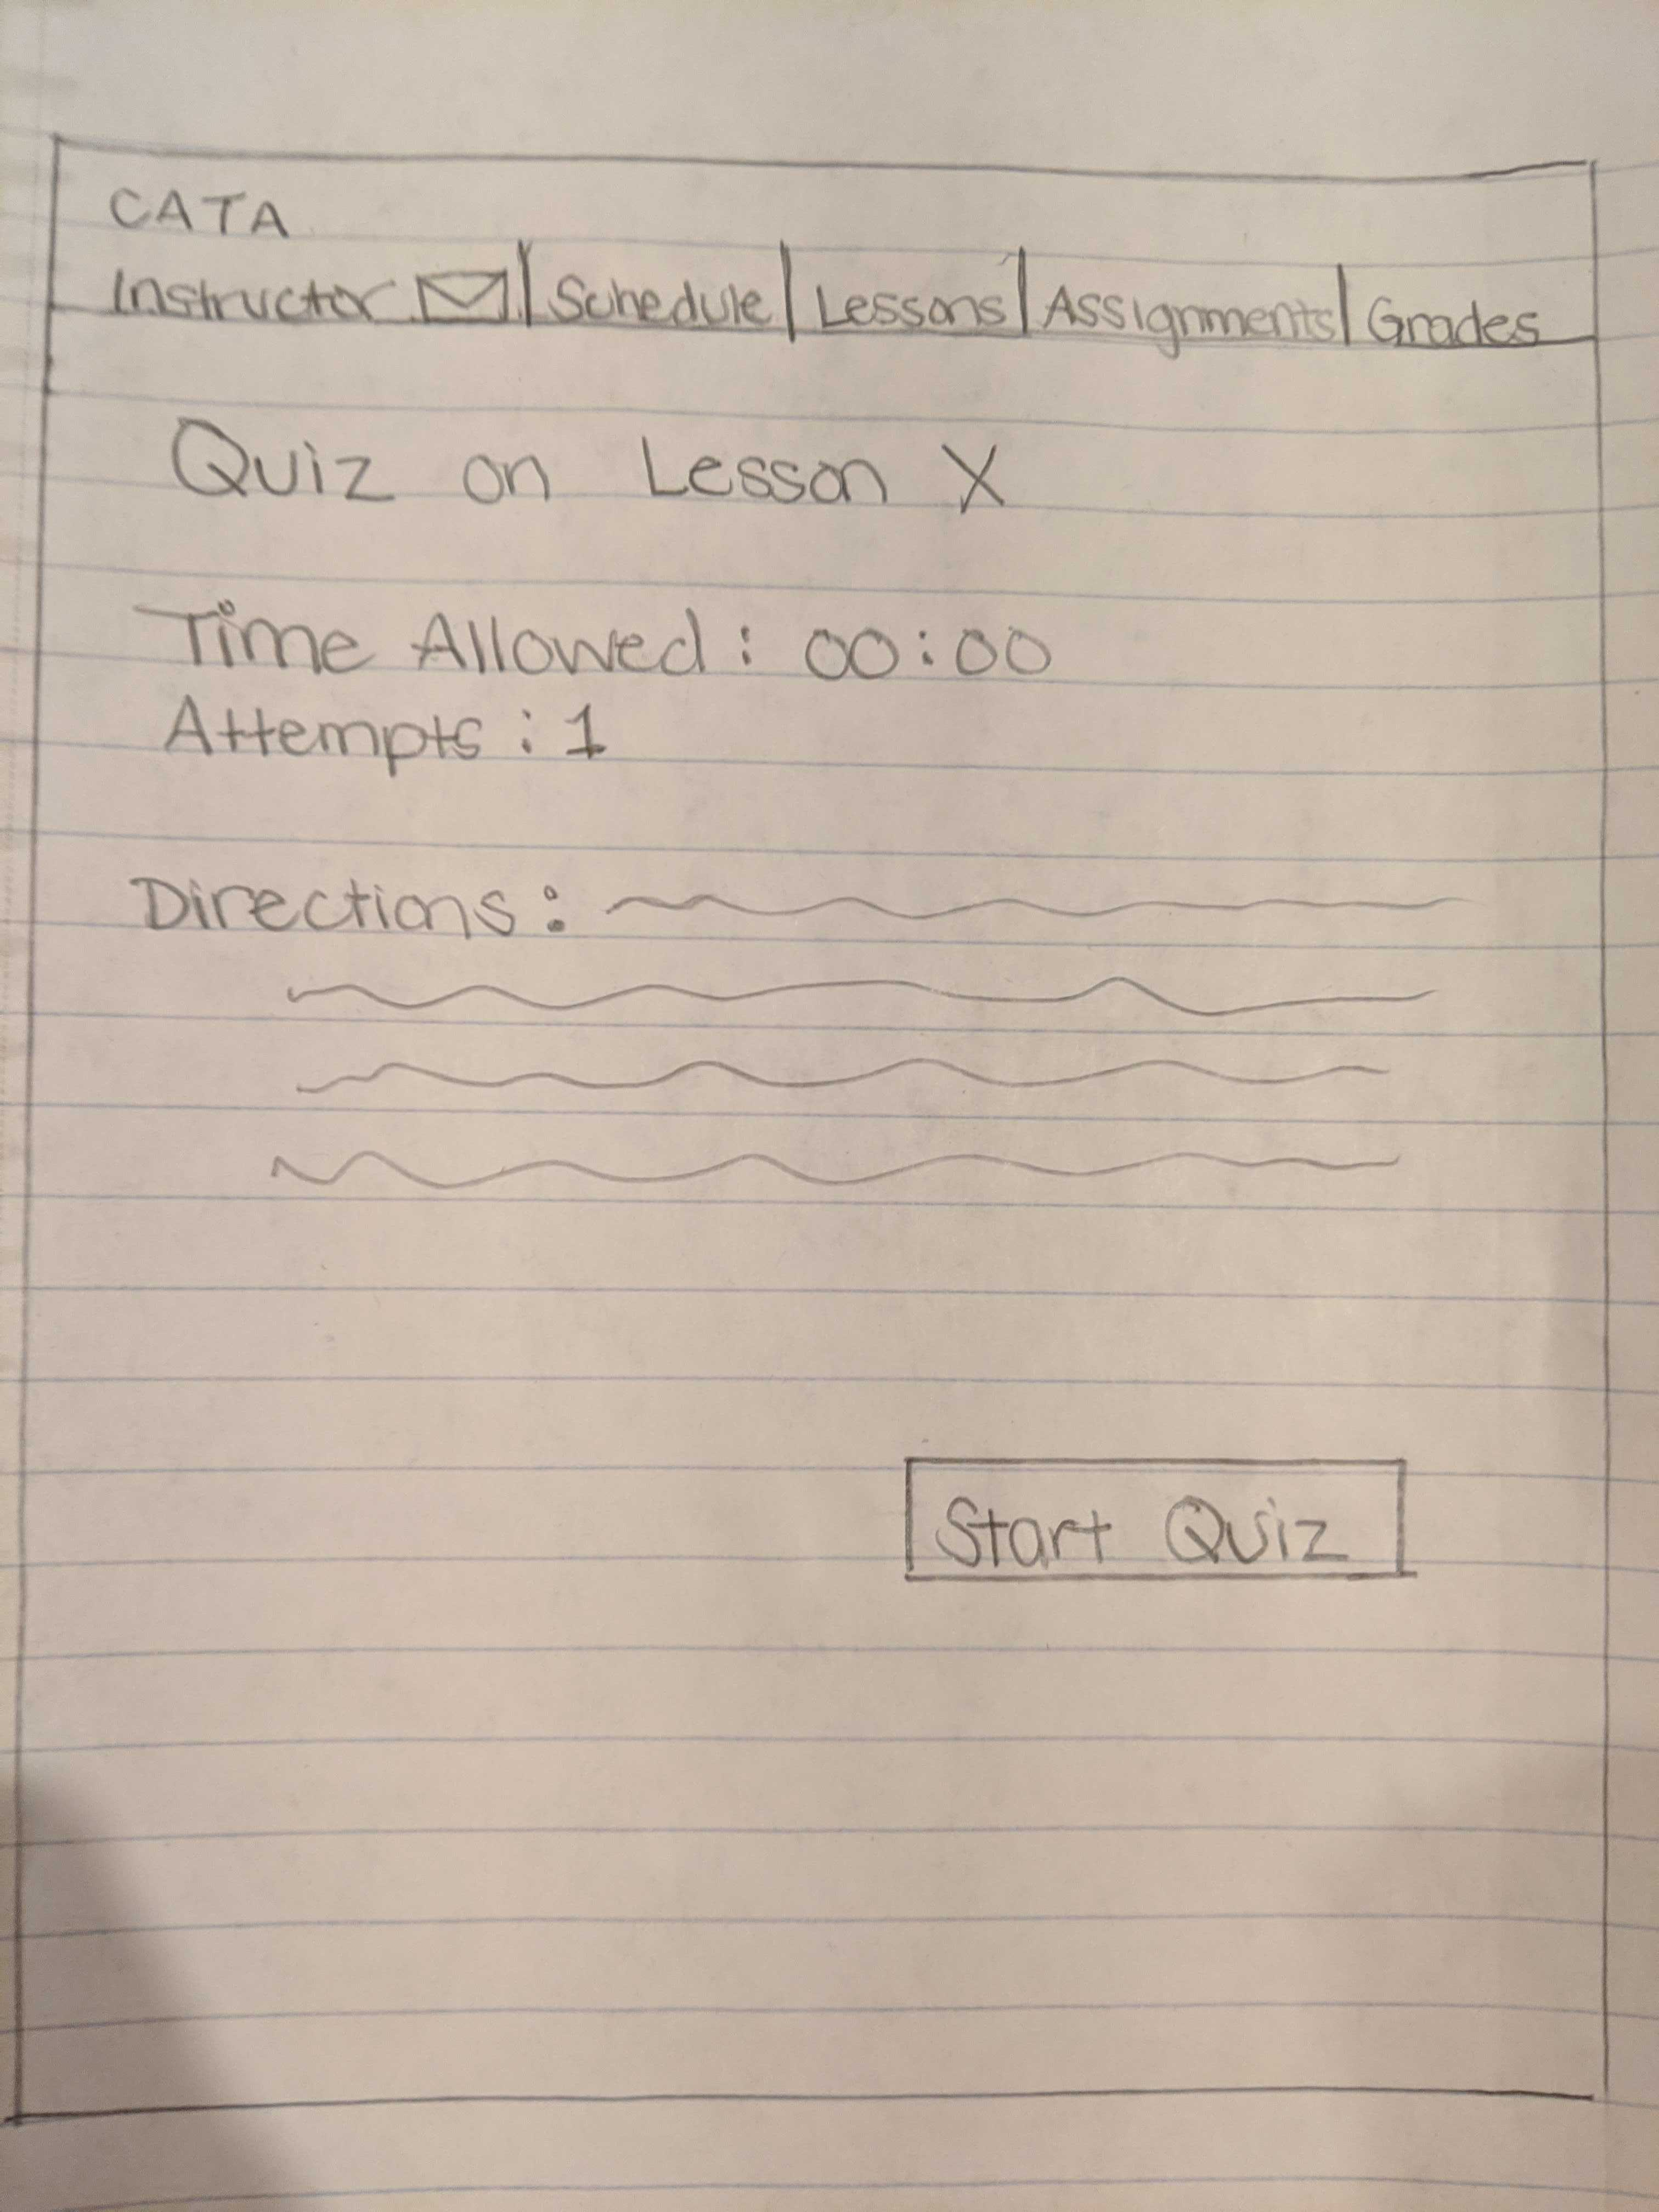 CATA
Instructor | Schedule | Lessons | Assignments | Grades
Quiz on Lesson X
Time Allowed : 00:00
Attempts : 1
Directions :
Start Quiz